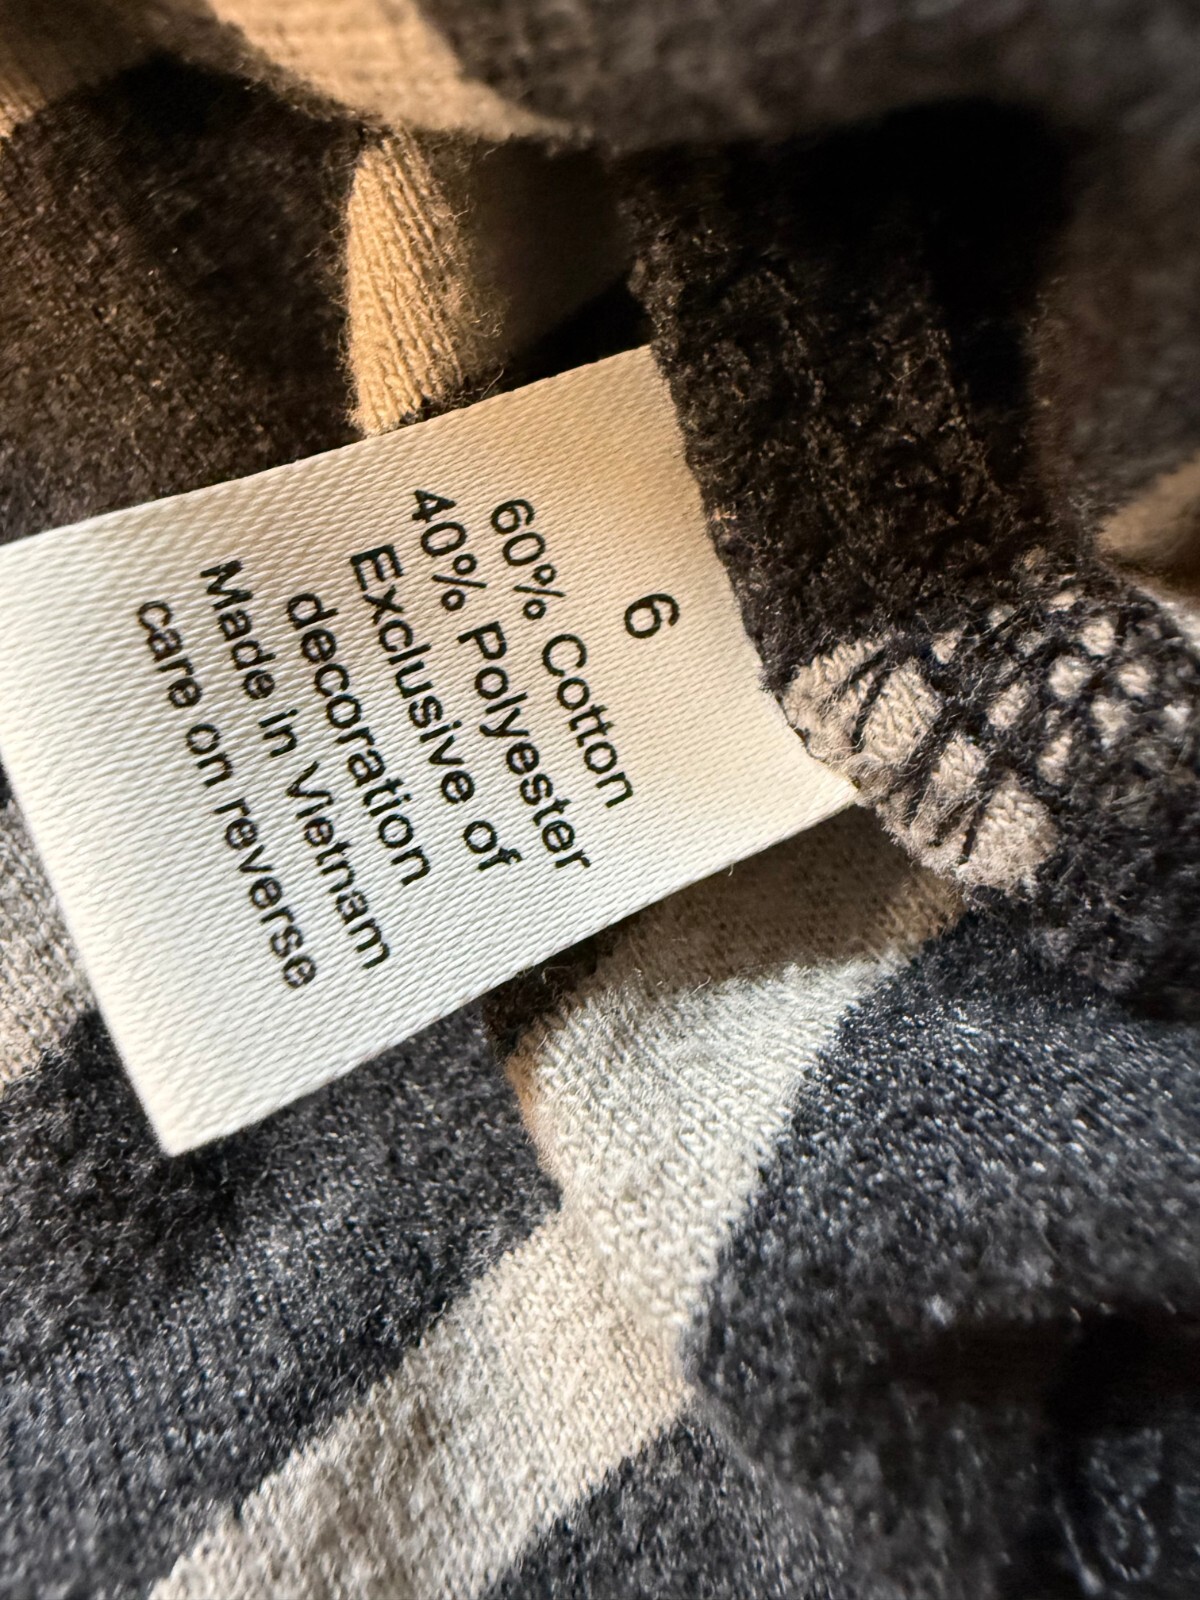 6
60% Cotton
40% Polyester
Exclusive of
decoration
Made in Vietnam
care on reverse